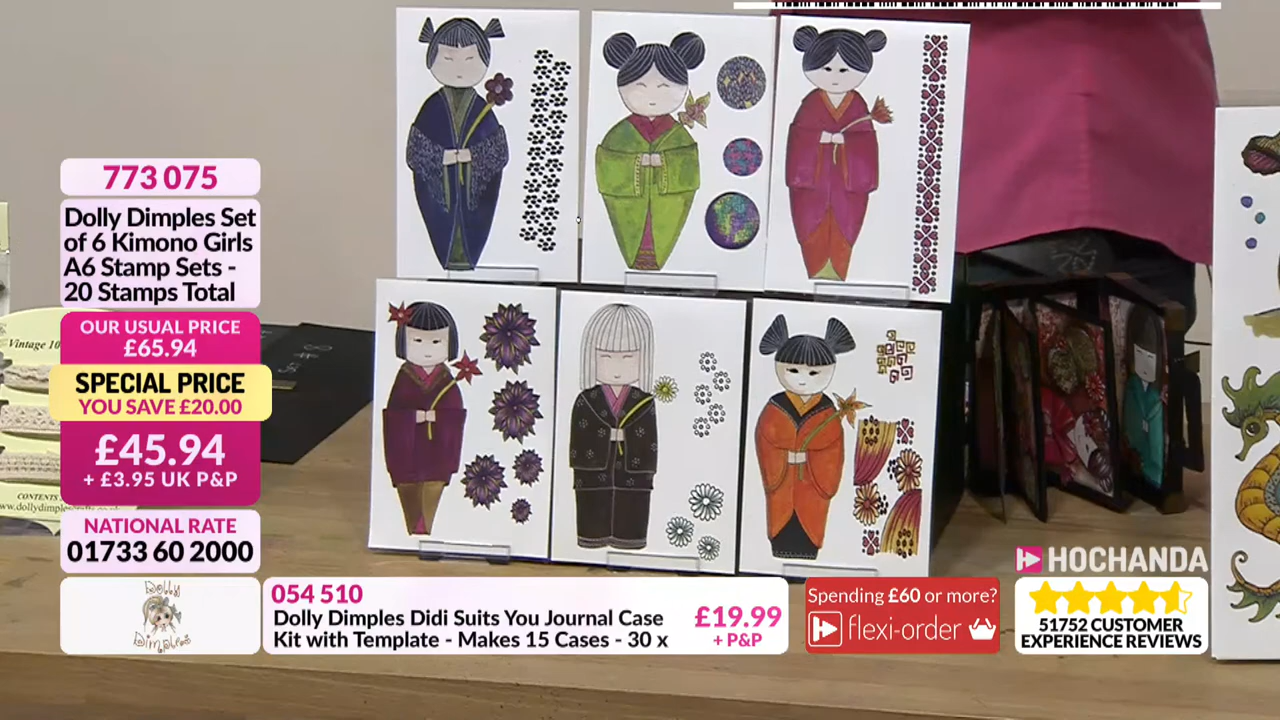 773 075
Dolly Dimples Set
of 6 Kimono Girls
A6 Stamp Sets -
20 Stamps Total
OUR USUAL PRICE
£65.94
SPECIAL PRICE
YOU SAVE £20.00
£45.94
+ £3.95 UK P&P
NATIONAL RATE
01733 60 2000
Vintage 10
CONTENTS
www.dollydimples
Dolly
Dimples
054 510
Dolly Dimples Didi Suits You Journal Case
Kit with Template - Makes 15 Cases - 30 x
£19.99
+ P&P
Spending £60 or more?
flexi-order
HOCHANDA
51752 CUSTOMER
EXPERIENCE REVIEWS